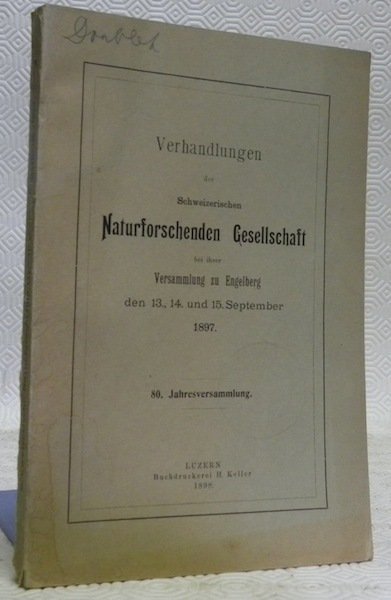 Verhandlungen
der
Schweizerischen
Naturforschenden Gesellschaft
bei ihrer
Versammlung zu Engelberg
den 13., 14. und 15. September
1897.
80. Jahresversammlung.
LUZERN
Buchdruckerei H. Keller
1898.